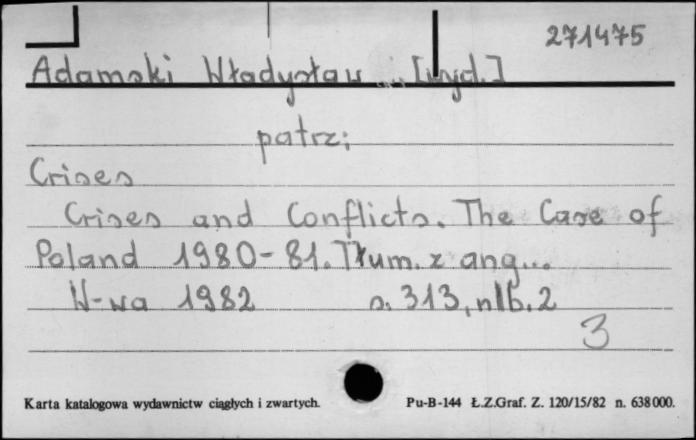 271475
Adamski Władysław ... [wyd.]
patrz:
Crises
Crises and Conflicts. The Case of
Poland 1980-81. Tłum. z ang...
W-wa 1982 s. 313, nlb. 2
3
Karta katalogowa wydawnictw ciągłych i zwartych. Pu-B-144 Ł.Z.Graf. Z. 120/15/82 n. 638000.